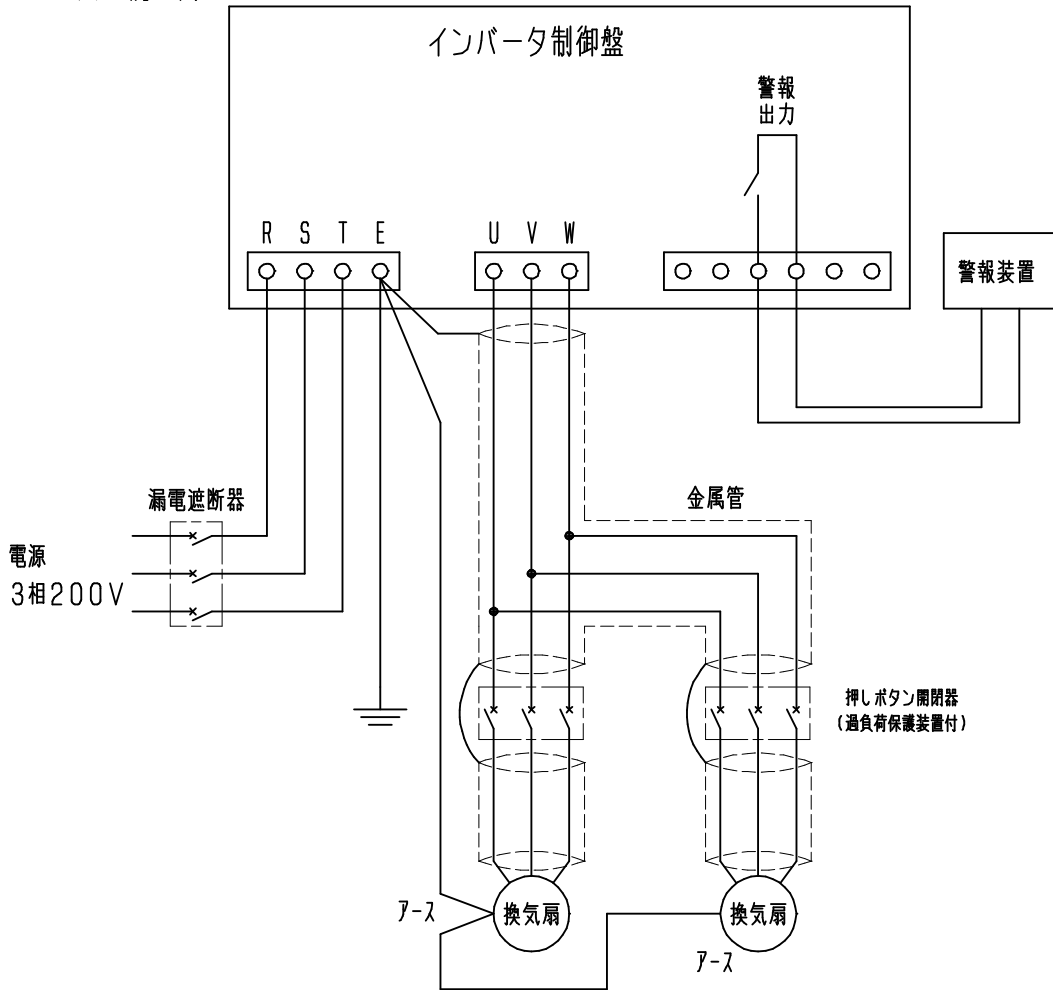 インバータ制御盤
警報
出力
R S T E
U V W
警報装置
漏電遮断器
金属管
電源
3相200V
押しボタン開閉器
(過負荷保護装置付)
アース
換気扇
換気扇
アース